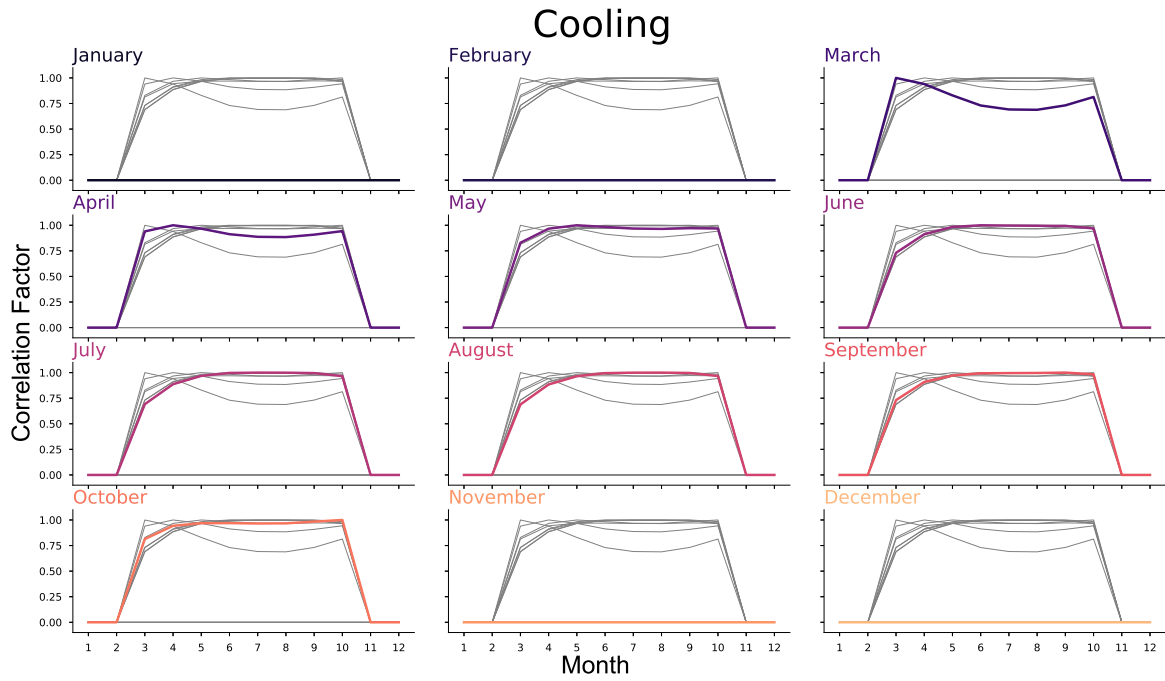 Cooling
January
February
March
1.00
0.75
0.50
0.25
0.00
April
May
June
1.00
0.75
0.50
0.25
0.00
July
August
September
1.00
0.75
0.50
0.25
0.00
October
November
December
1.00
0.75
0.50
0.25
0.00
1 2 3 4 5 6 7 8 9 10 11 12
1 2 3 4 5 6 7 8 9 10 11 12
1 2 3 4 5 6 7 8 9 10 11 12
Correlation Factor
Month